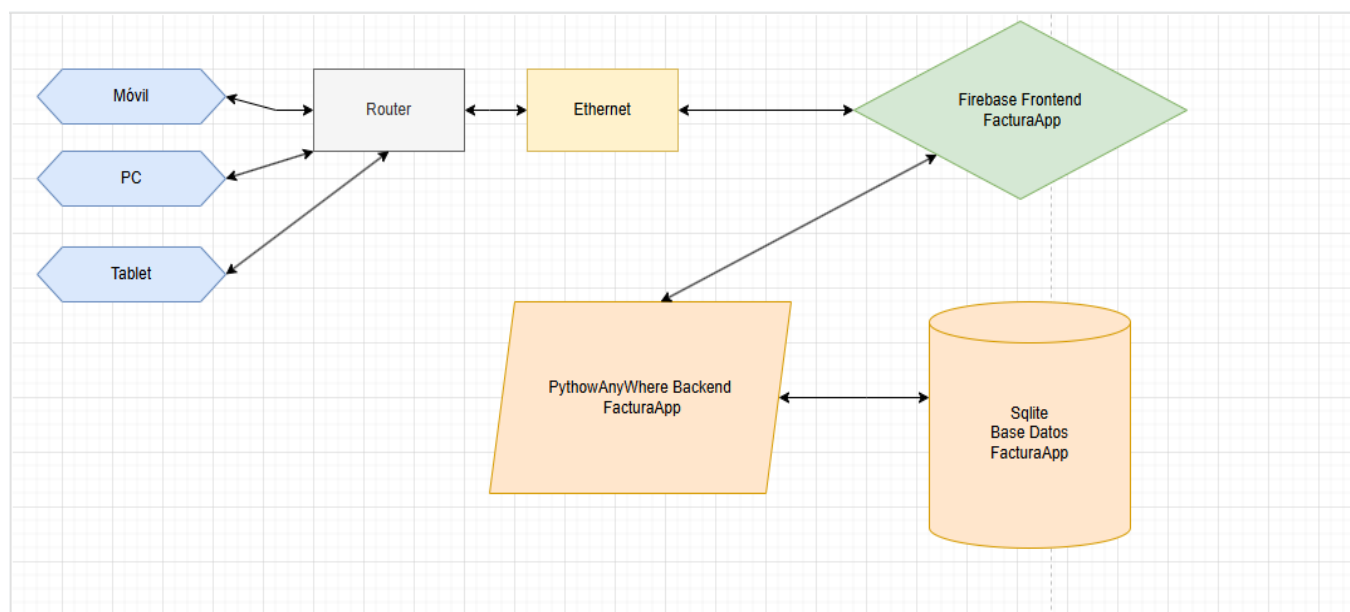 Móvil
Router
Ethernet
Firebase Frontend
FacturaApp
PC
Tablet
PythowAnyWhere Backend
FacturaApp
Sqlite
Base Datos
FacturaApp